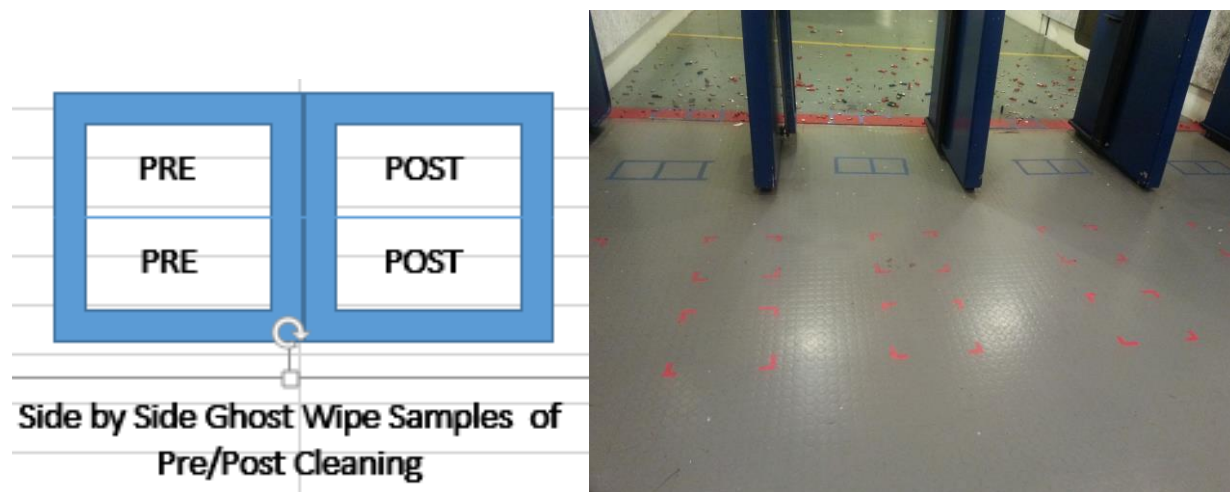 PRE POST
PRE POST
Side by Side Ghost Wipe Samples of
Pre/Post Cleaning